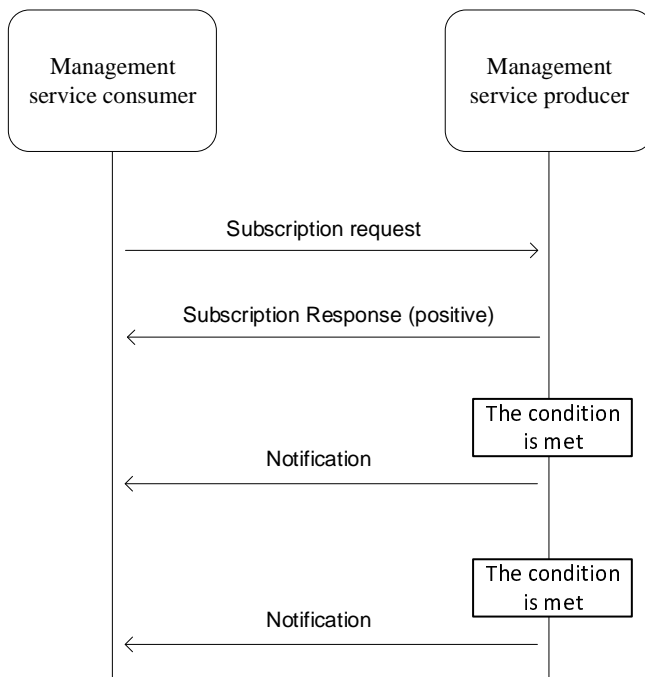 Management
service consumer
Management
service producer
Subscription request
Subscription Response (positive)
The condition
is met
Notification
The condition
is met
Notification